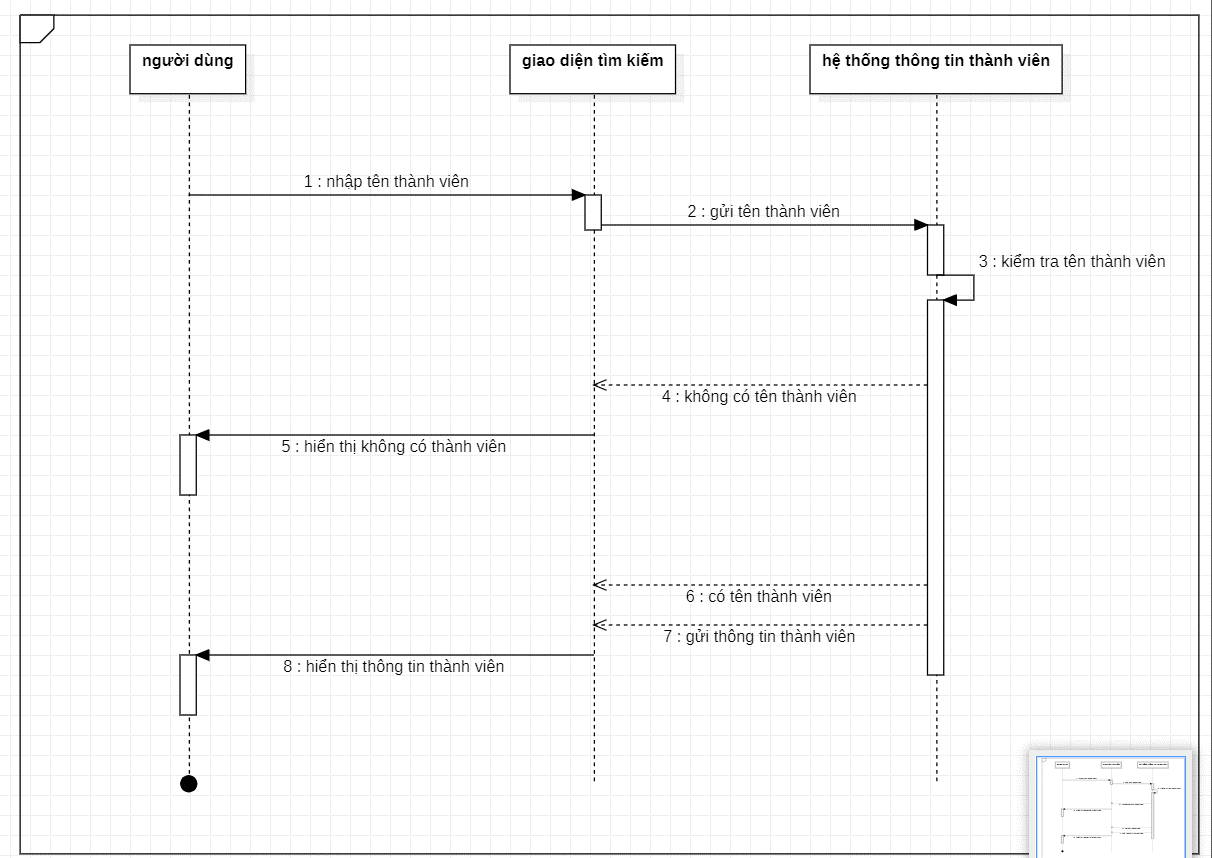 người dùng
giao diện tìm kiếm
hệ thống thông tin thành viên
1 : nhập tên thành viên
2 : gửi tên thành viên
3 : kiểm tra tên thành viên
4 : không có tên thành viên
5 : hiển thị không có thành viên
6 : có tên thành viên
7 : gửi thông tin thành viên
8 : hiển thị thông tin thành viên